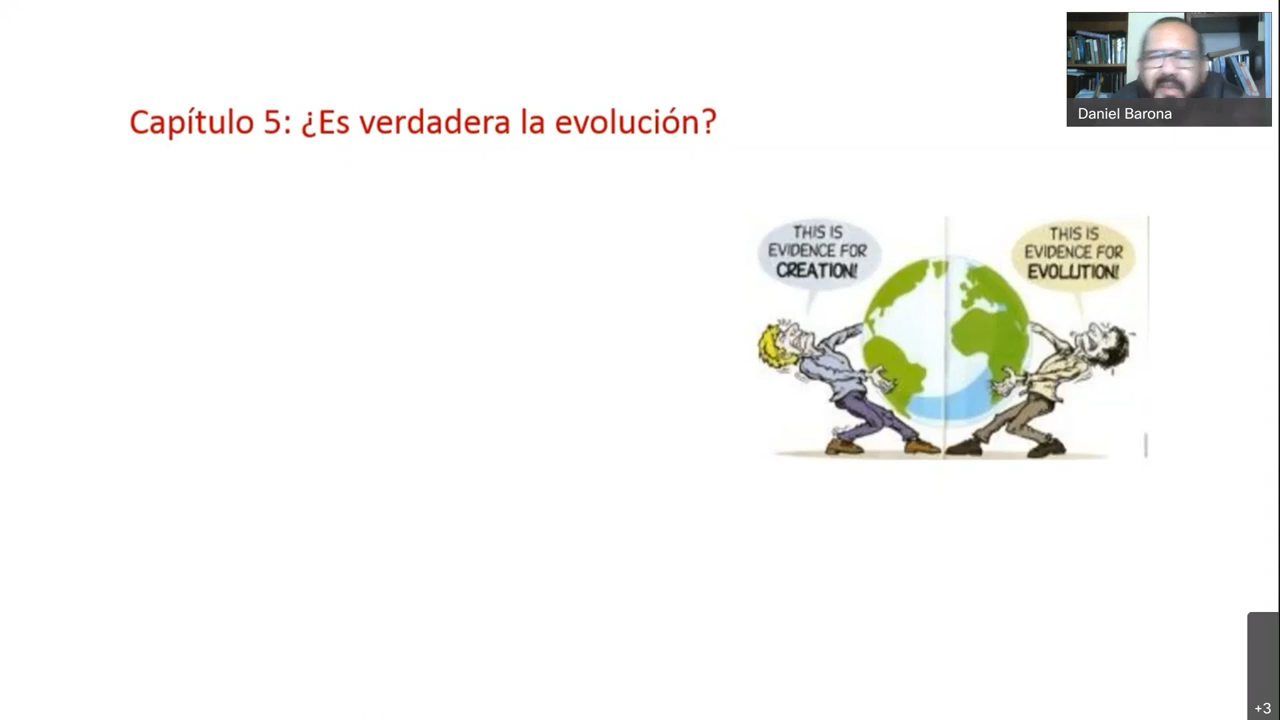 Capítulo 5: ¿Es verdadera la evolución?
Daniel Barona
THIS IS
EVIDENCE FOR
CREATION!
THIS IS
EVIDENCE FOR
EVOLUTION!
+3